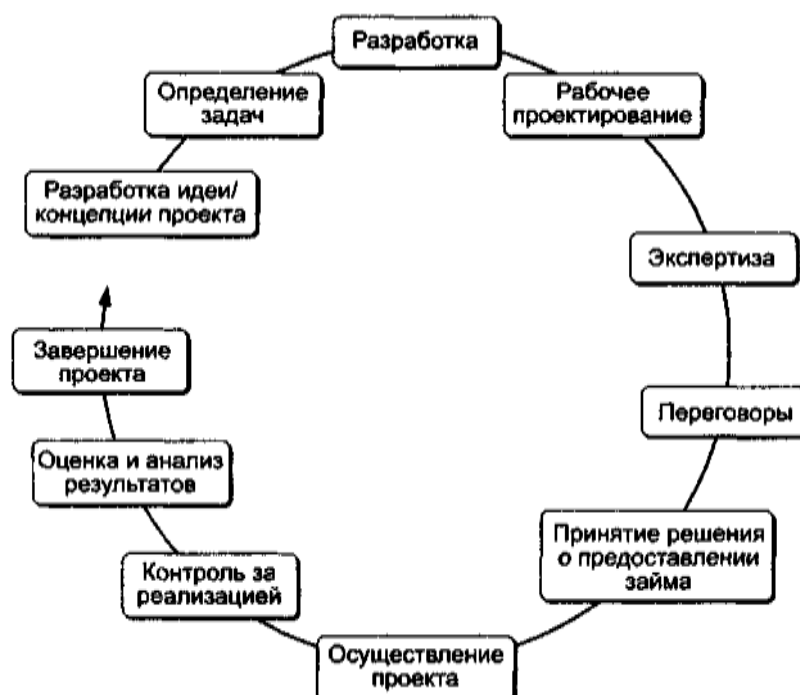 Разработка
Определение
задач
Рабочее
проектирование
Разработка идеи/
концепции проекта
Экспертиза
Завершение
проекта
Переговоры
Оценка и анализ
результатов
Принятие решения
о предоставлении
займа
Контроль за
реализацией
Осуществление
проекта